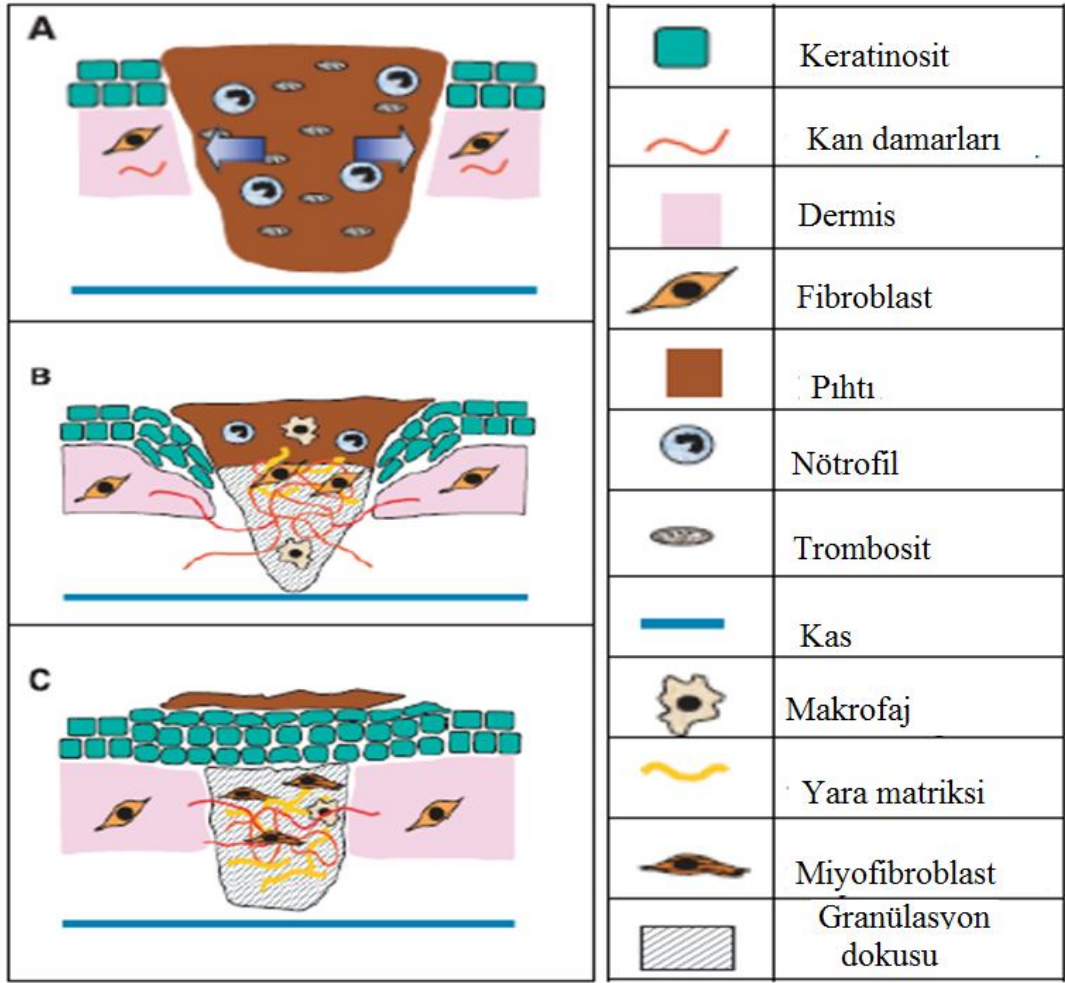 A
B
C
Keratinosit
Kan damarları
Dermis
Fibroblast
Pıhtı
Nötrofil
Trombosit
Kas
Makrofaj
Yara matriksi
Miyofibroblast
Granülasyon
dokusu